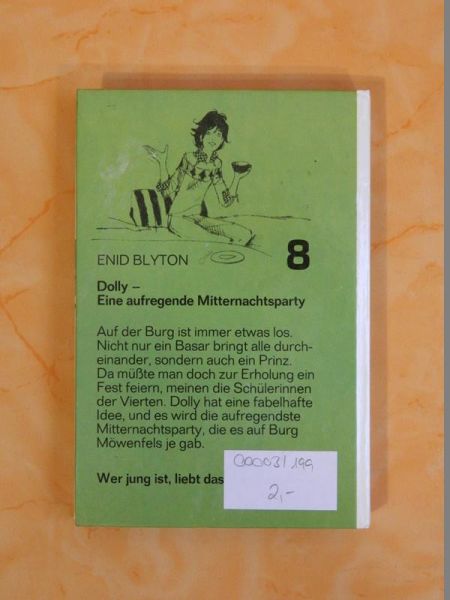 ENID BLYTON
8
Dolly –
Eine aufregende Mitternachtsparty
Auf der Burg ist immer etwas los.
Nicht nur ein Basar bringt alle durch-
einander, sondern auch ein Prinz.
Da müßte man doch zur Erholung ein
Fest feiern, meinen die Schülerinnen
der Vierten. Dolly hat eine fabelhafte
Idee, und es wird die aufregendste
Mitternachtsparty, die es auf Burg
Möwenfels je gab.
Wer jung ist, liebt das
00003/199
2,-